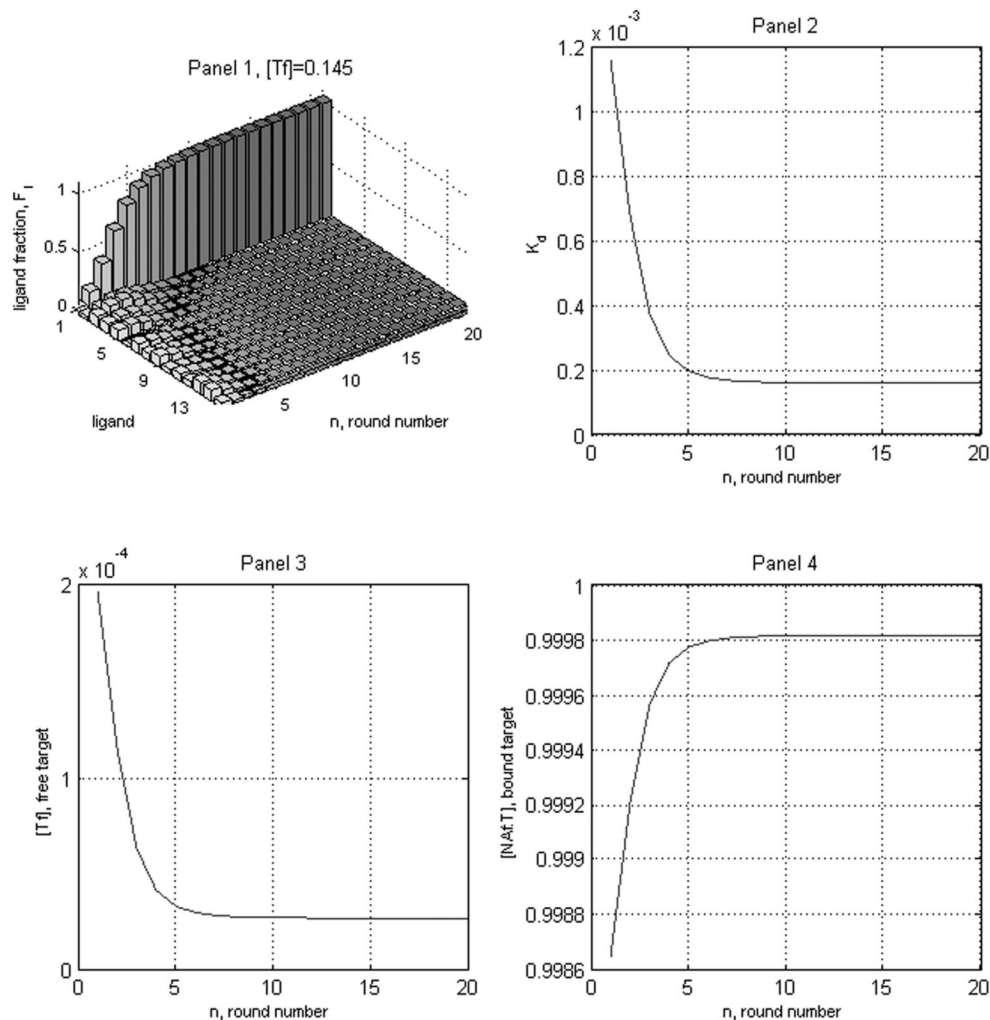 Panel 1, [Tf]=0.145
ligand fraction, F_l
1
0.5
0
1
5
9
13
ligand
5
10
15
20
n, round number
x 10^-3
Panel 2
1.2
1
0.8
0.6
0.4
0.2
0
K_d
0
5
10
15
20
n, round number
x 10^-4
Panel 3
2
1
0
[Tf], free target
0
5
10
15
20
n, round number
Panel 4
1
0.9998
0.9996
0.9994
0.9992
0.999
0.9988
0.9986
[NAf.T], bound target
0
5
10
15
20
n, round number